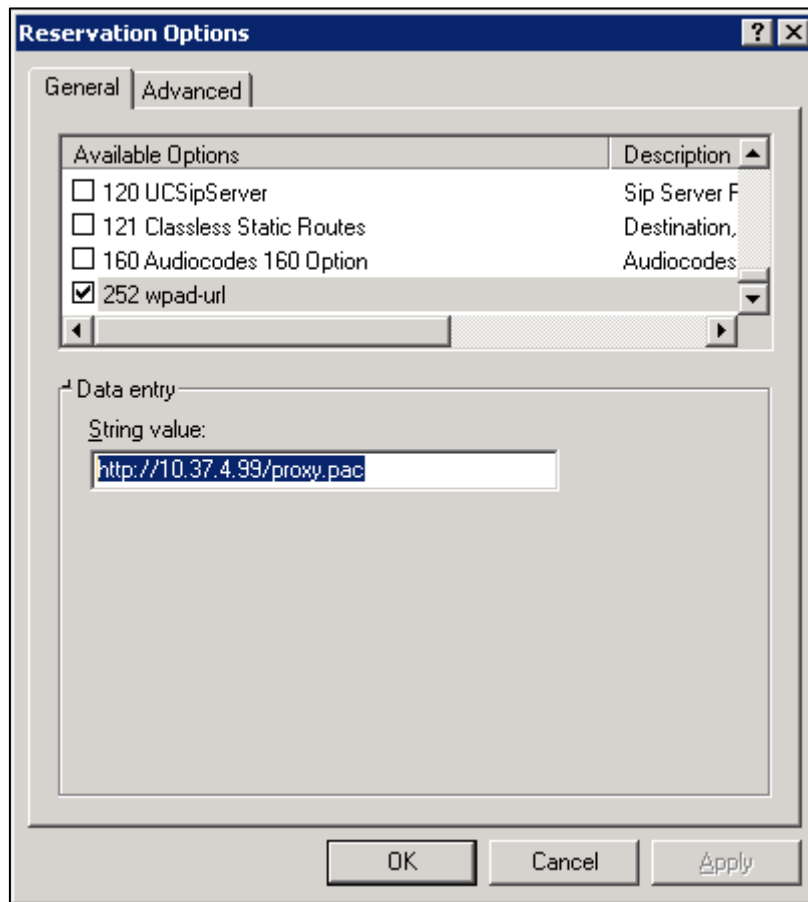 Reservation Options
General Advanced
Available Options Description
120 UCSipServer Sip Server F
121 Classless Static Routes Destination,
160 Audiocodes 160 Option Audiocodes
252 wpad-url
Data entry
String value:
http://10.37.4.99/proxy.pac
OK Cancel Apply